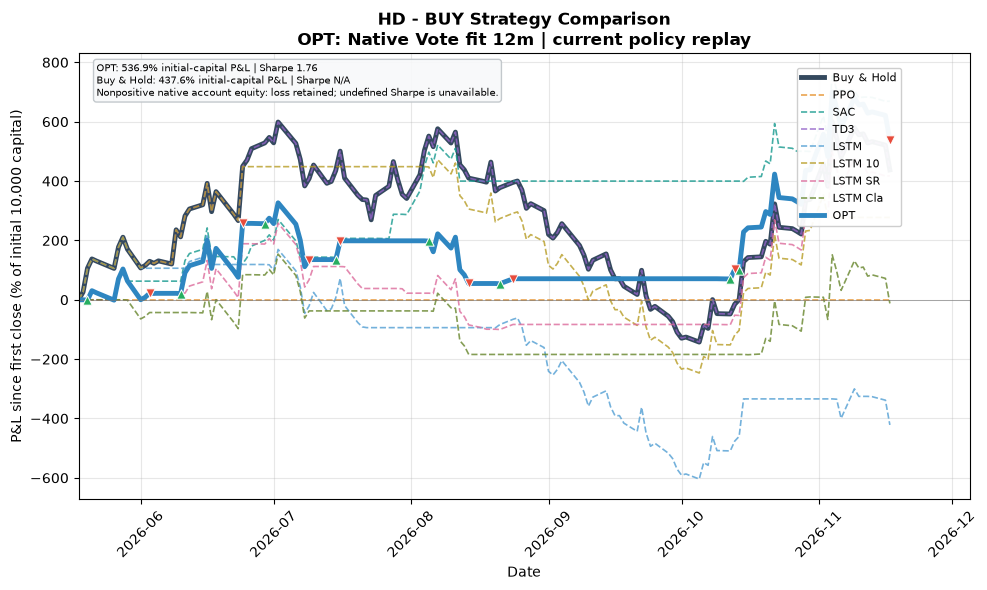 HD - BUY Strategy Comparison
OPT: Native Vote fit 12m | current policy replay
OPT: 536.9% initial-capital P&L | Sharpe 1.76
Buy & Hold: 437.6% initial-capital P&L | Sharpe N/A
Nonpositive native account equity: loss retained; undefined Sharpe is unavailable.
Buy & Hold
PPO
SAC
TD3
LSTM
LSTM 10
LSTM SR
LSTM Cla
OPT
P&L since first close (% of initial 10,000 capital)
800
600
400
200
0
−200
−400
−600
2026-06
2026-07
2026-08
2026-09
2026-10
2026-11
2026-12
Date